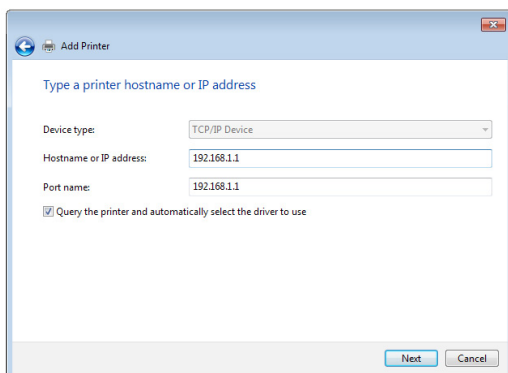 Add Printer
Type a printer hostname or IP address
Device type: TCP/IP Device
Hostname or IP address: 192.168.1.1
Port name: 192.168.1.1
Query the printer and automatically select the driver to use
Next Cancel